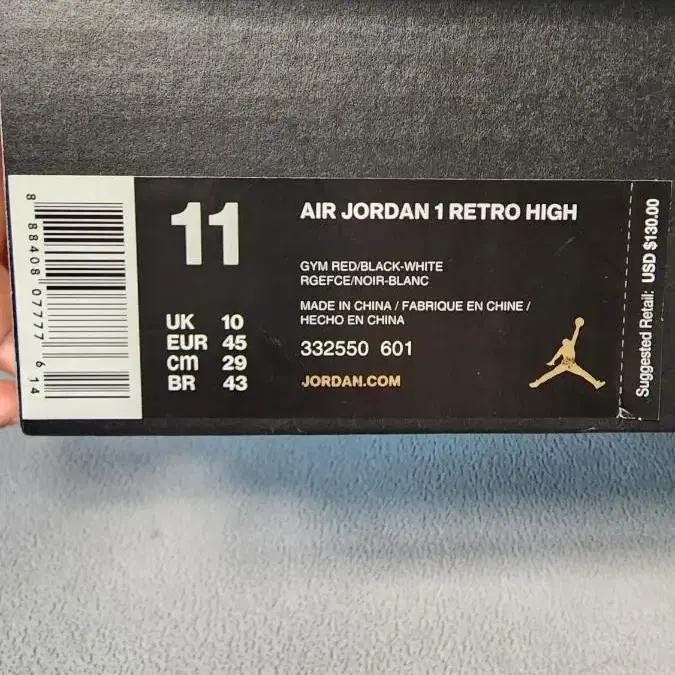 8 88408 07777 6 14
11
UK 10
EUR 45
cm 29
BR 43
AIR JORDAN 1 RETRO HIGH
GYM RED/BLACK-WHITE
RGEFCE/NOIR-BLANC
MADE IN CHINA / FABRIQUE EN CHINE /
HECHO EN CHINA
332550 601
JORDAN.COM
Suggested Retail: USD $130.00